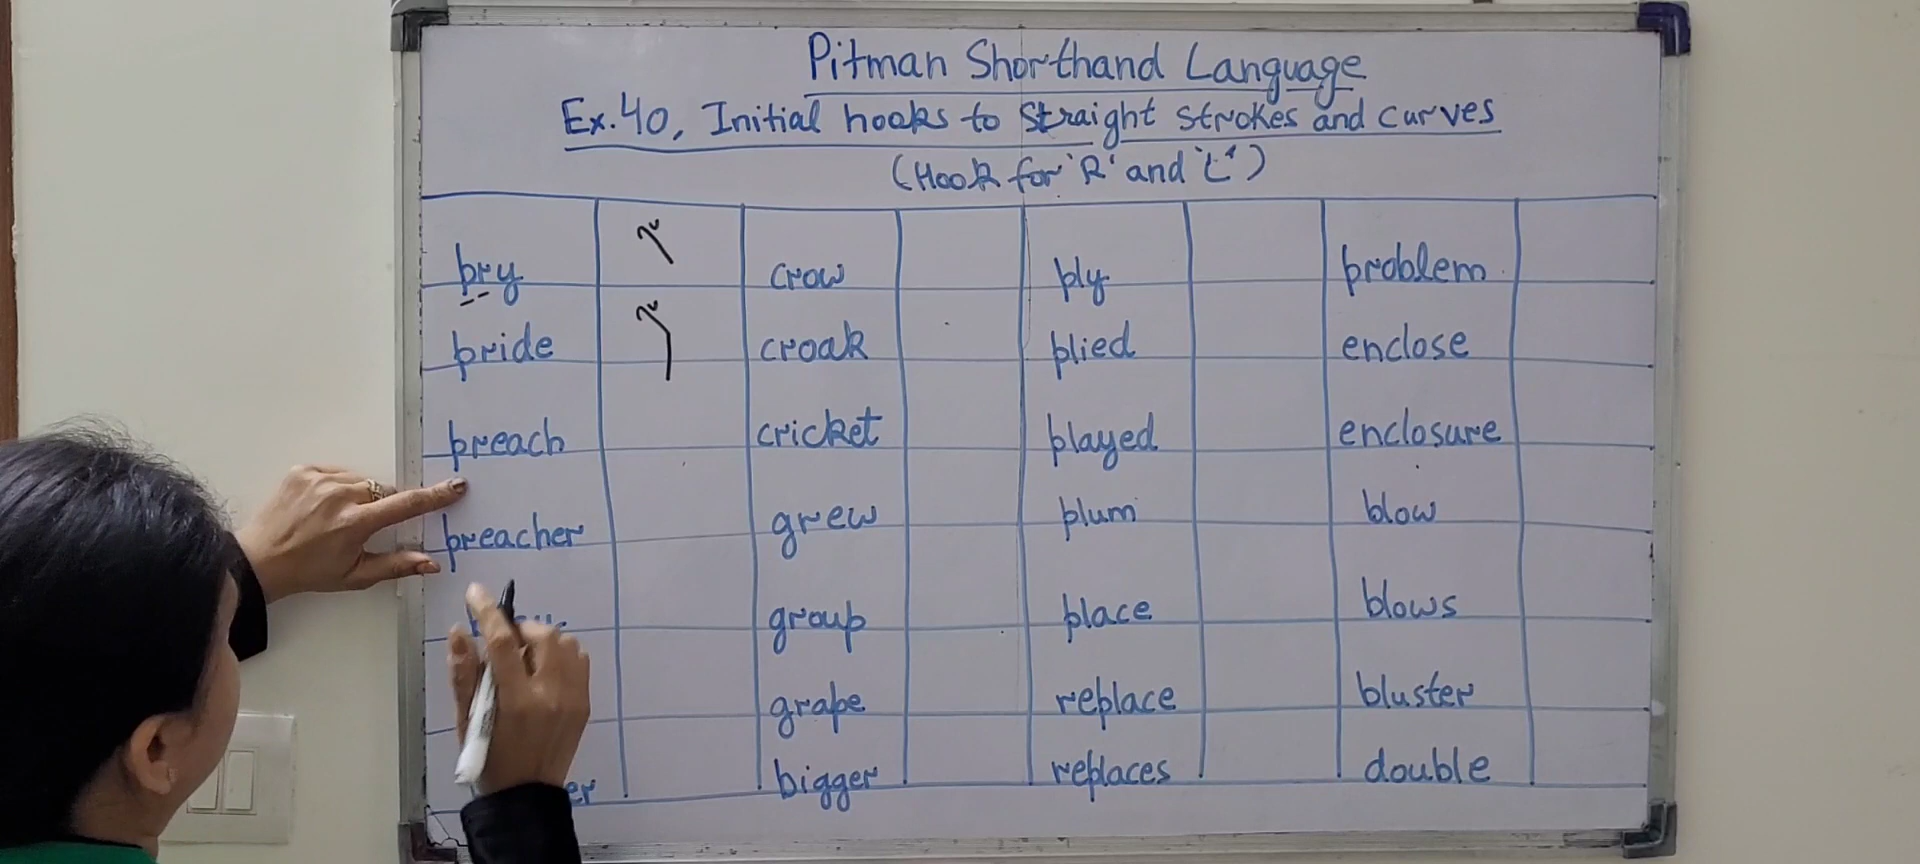 Pitman Shorthand Language
Ex.40, Initial hooks to Straight Strokes and curves
(Hook for 'R' and 'L')
pry crow ply problem
bride croak plied enclose
preach cricket played enclosure
preacher grew plum blow
group place blows
grape replace bluster
bigger replaces double